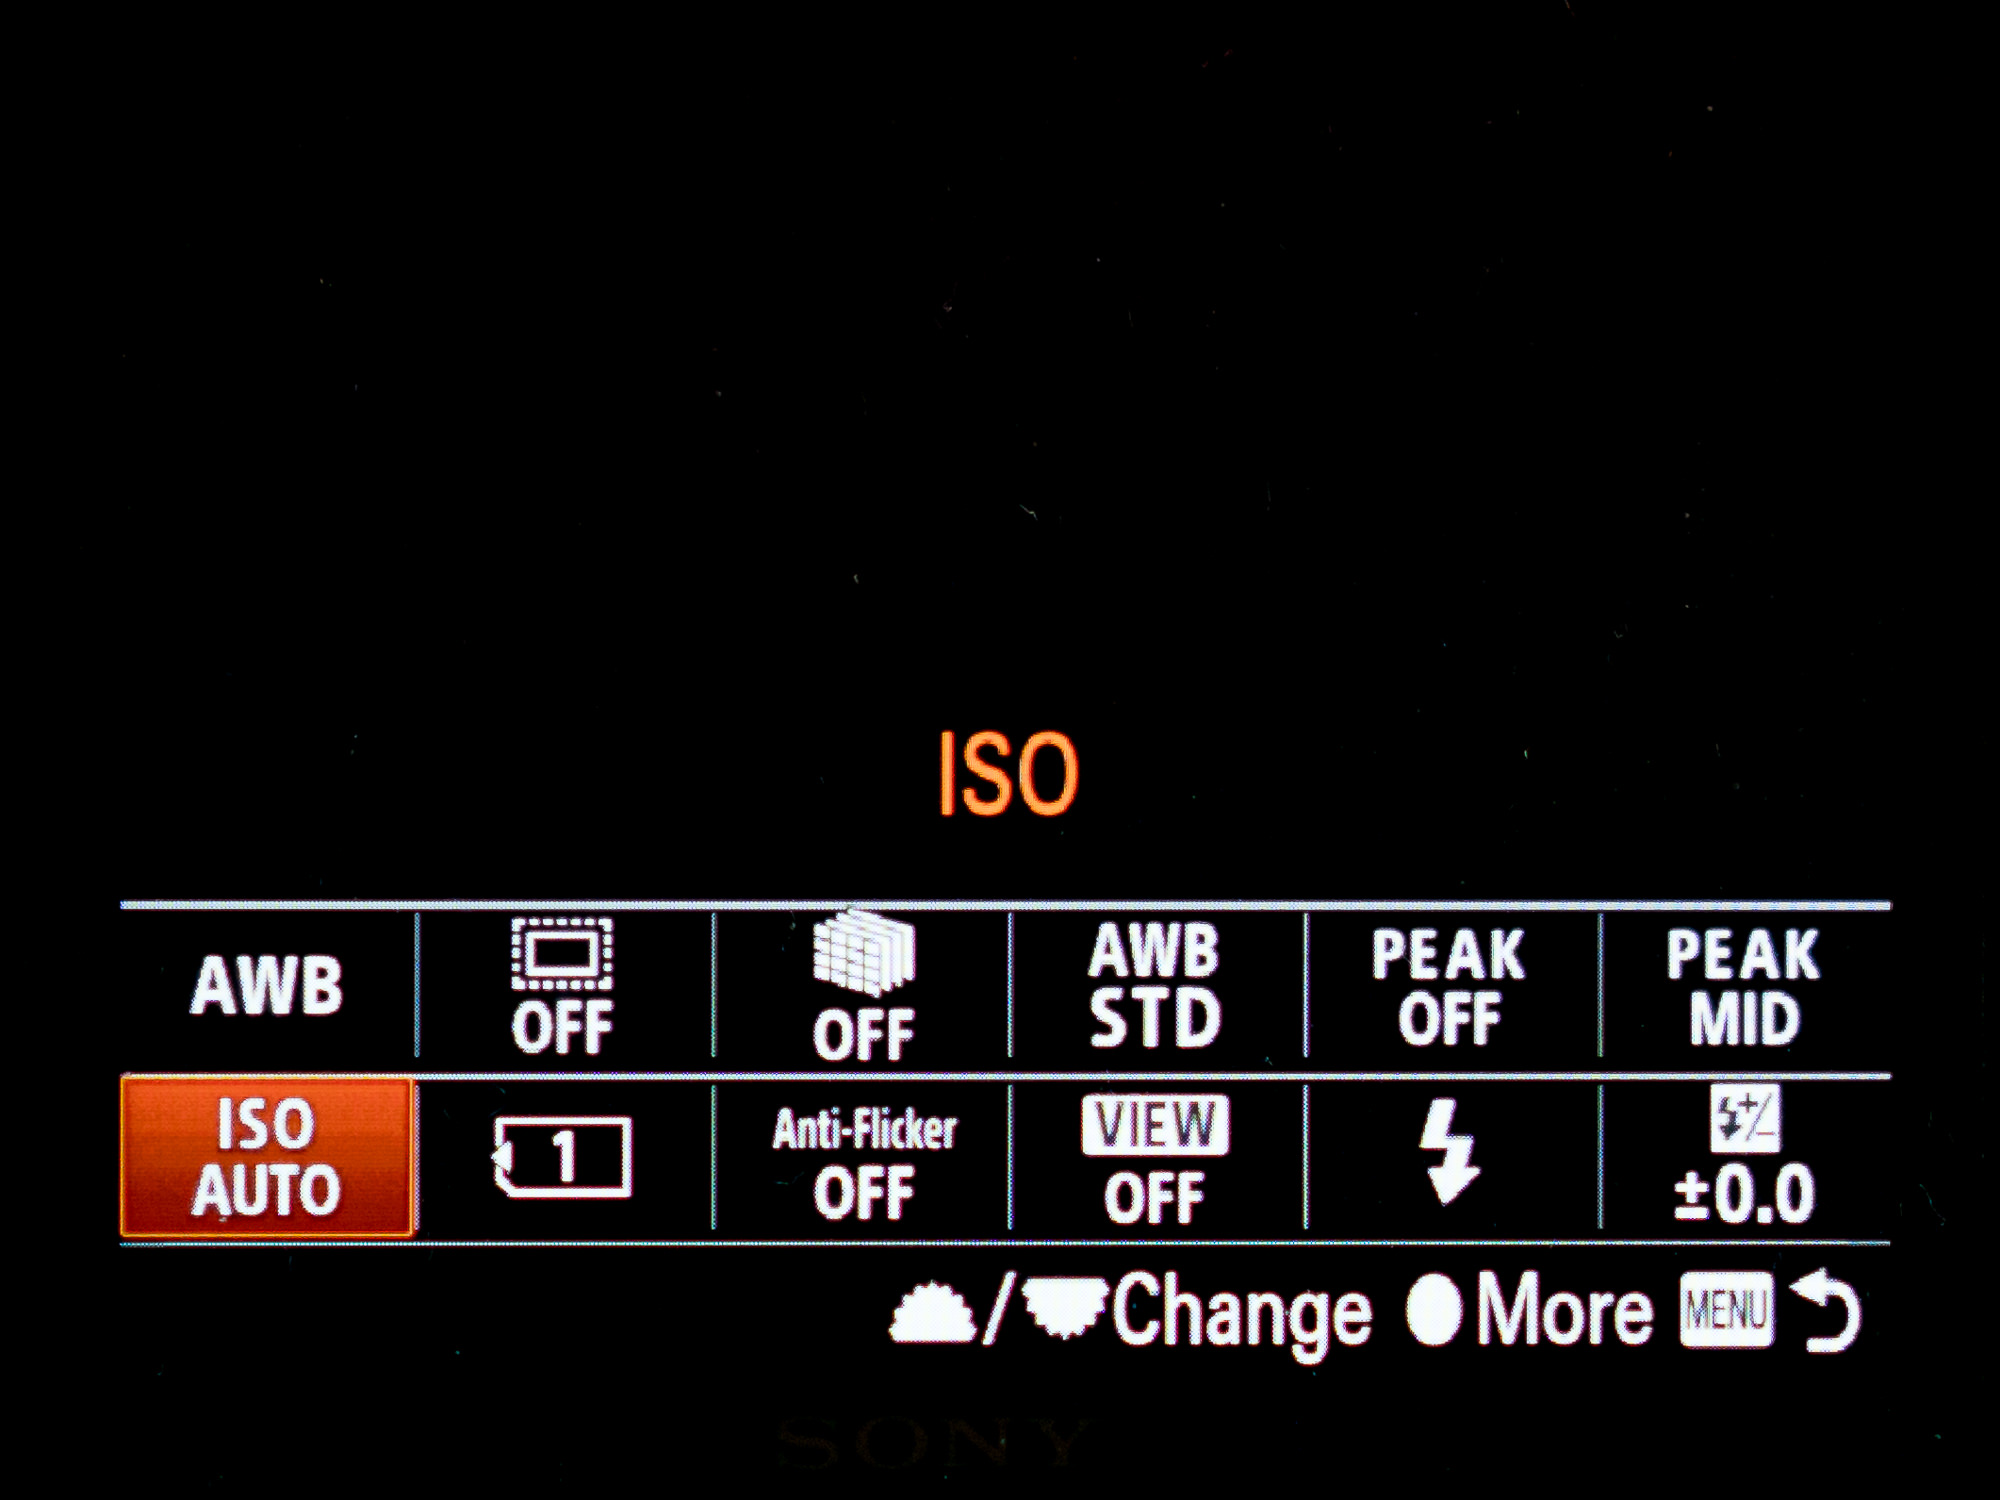 ISO
AWB
OFF
OFF
AWB
STD
PEAK
OFF
PEAK
MID
ISO
AUTO
1
Anti-Flicker
OFF
VIEW
OFF
±0.0
/ Change More MENU
SONY